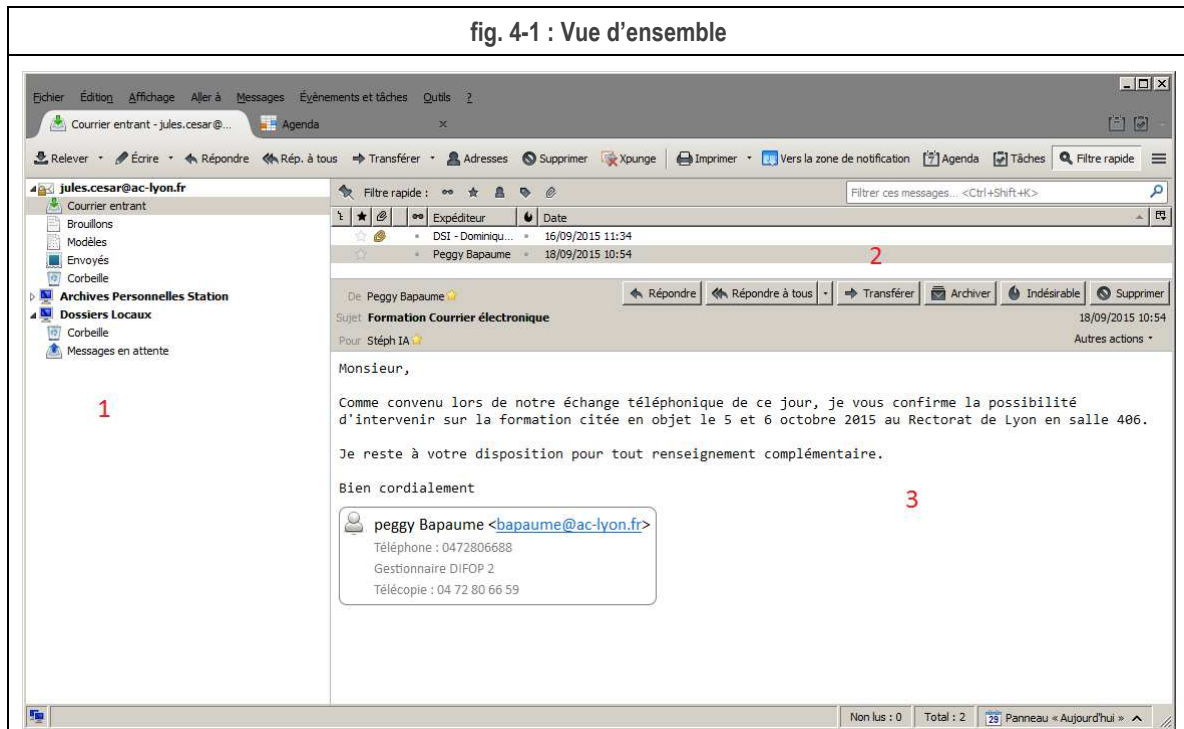 fig. 4-1 : Vue d'ensemble
Fichier Édition Affichage Aller à Messages Évènements et tâches Outils ?
Courrier entrant - jules.cesar@... Agenda ×
Relever Écrire Répondre Rép. à tous Transférer Adresses Supprimer Xpunge Imprimer Vers la zone de notification Agenda Tâches Filtre rapide
jules.cesar@ac-lyon.fr
Courrier entrant
Brouillons
Modèles
Envoyés
Corbeille
Archives Personnelles Station
Dossiers Locaux
Corbeille
Messages en attente
1
Filtre rapide : Filtrer ces messages... <Ctrl+Shift+K>
Expéditeur Date
DSI - Dominiqu... 16/09/2015 11:34
Peggy Bapaume 18/09/2015 10:54
2
De Peggy Bapaume Répondre Répondre à tous Transférer Archiver Indésirable Supprimer
Sujet Formation Courrier électronique 18/09/2015 10:54
Pour Stéph IA Autres actions
Monsieur,
Comme convenu lors de notre échange téléphonique de ce jour, je vous confirme la possibilité
d'intervenir sur la formation citée en objet le 5 et 6 octobre 2015 au Rectorat de Lyon en salle 406.
Je reste à votre disposition pour tout renseignement complémentaire.
Bien cordialement
3
peggy Bapaume <bapaume@ac-lyon.fr>
Téléphone : 0472806688
Gestionnaire DIFOP 2
Télécopie : 04 72 80 66 59
Non lus : 0 Total : 2 29 Panneau « Aujourd'hui »